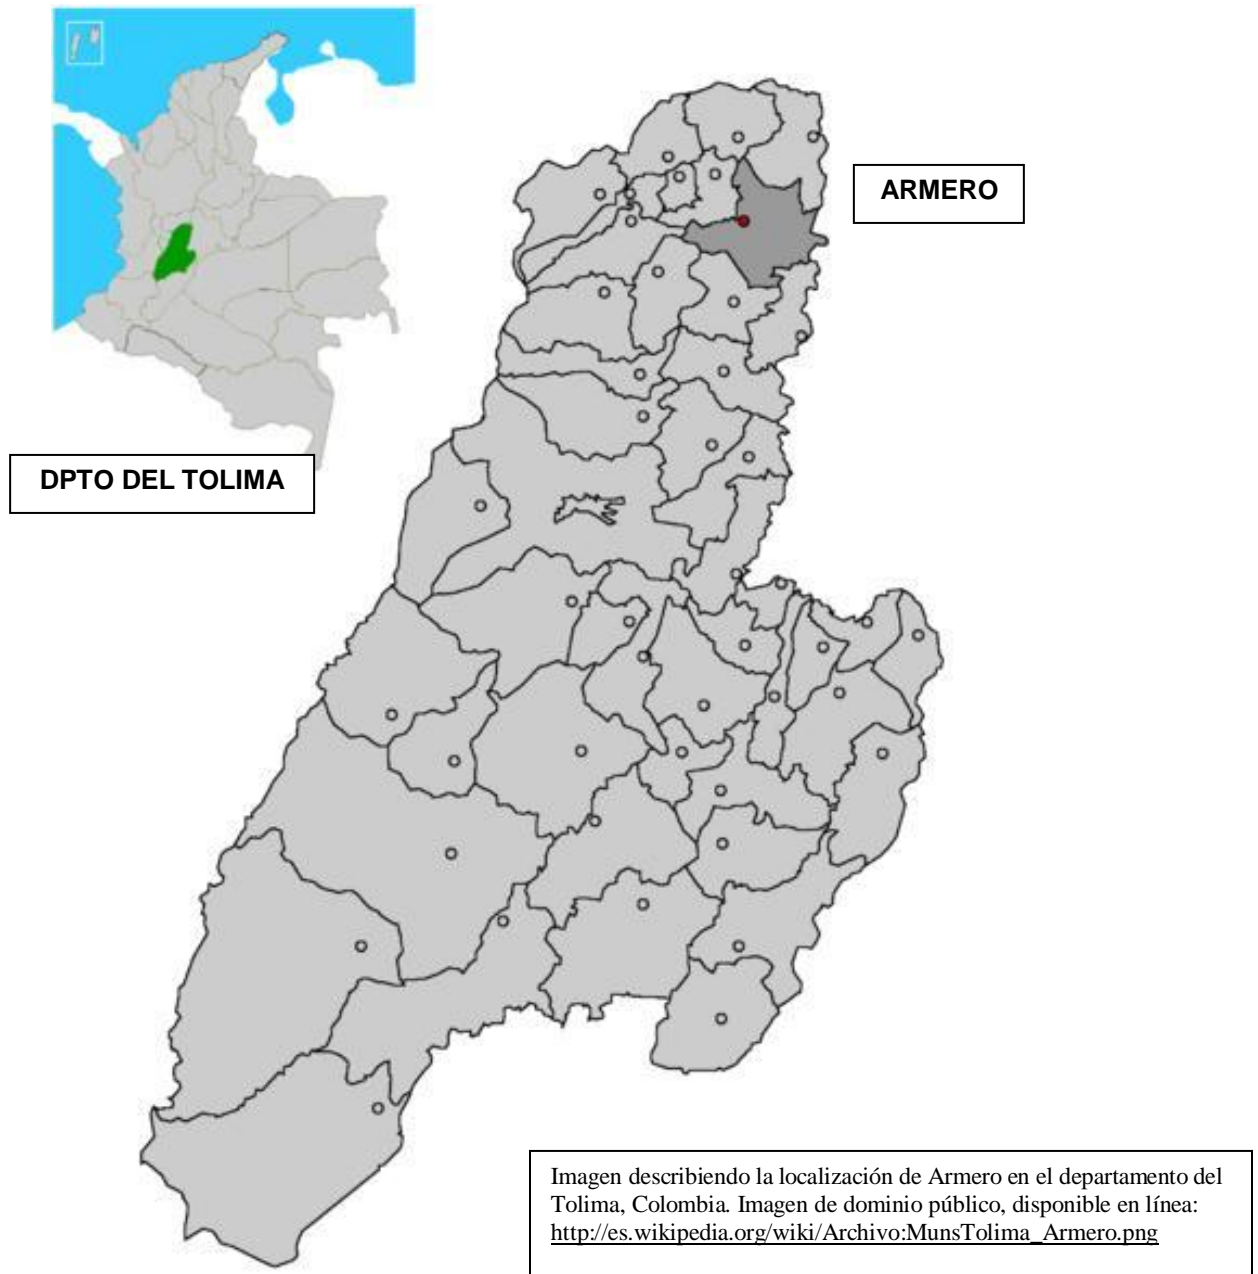 ARMERO
DPTO DEL TOLIMA
Imagen describiendo la localización de Armero en el departamento del
Tolima, Colombia. Imagen de dominio público, disponible en línea:
http://es.wikipedia.org/wiki/Archivo:MunsTolima_Armero.png